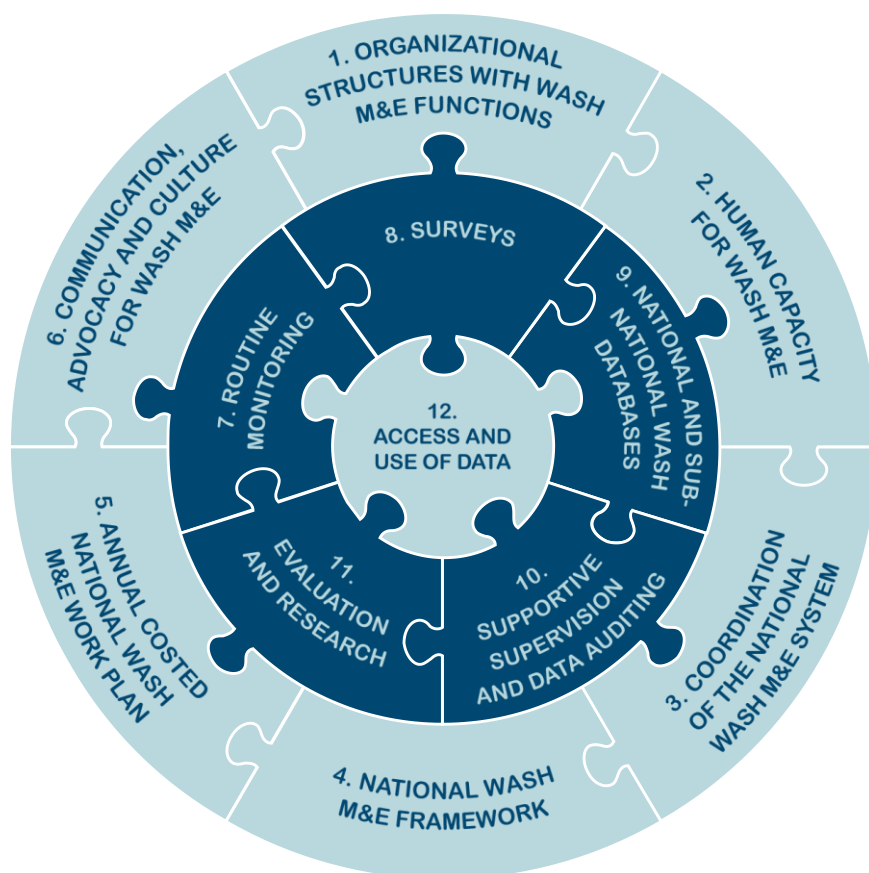 1. ORGANIZATIONAL
STRUCTURES WITH WASH
M&E FUNCTIONS
2. HUMAN CAPACITY
FOR WASH M&E
3. COORDINATION
OF THE NATIONAL
WASH M&E SYSTEM
4. NATIONAL WASH
M&E FRAMEWORK
5. ANNUAL COSTED
NATIONAL WASH
M&E WORK PLAN
6. COMMUNICATION,
ADVOCACY AND CULTURE
FOR WASH M&E
7. ROUTINE
MONITORING
8. SURVEYS
9. NATIONAL AND SUB-
NATIONAL WASH
DATABASES
10.
SUPPORTIVE
SUPERVISION
AND DATA AUDITING
11.
EVALUATION
AND RESEARCH
12.
ACCESS AND
USE OF DATA